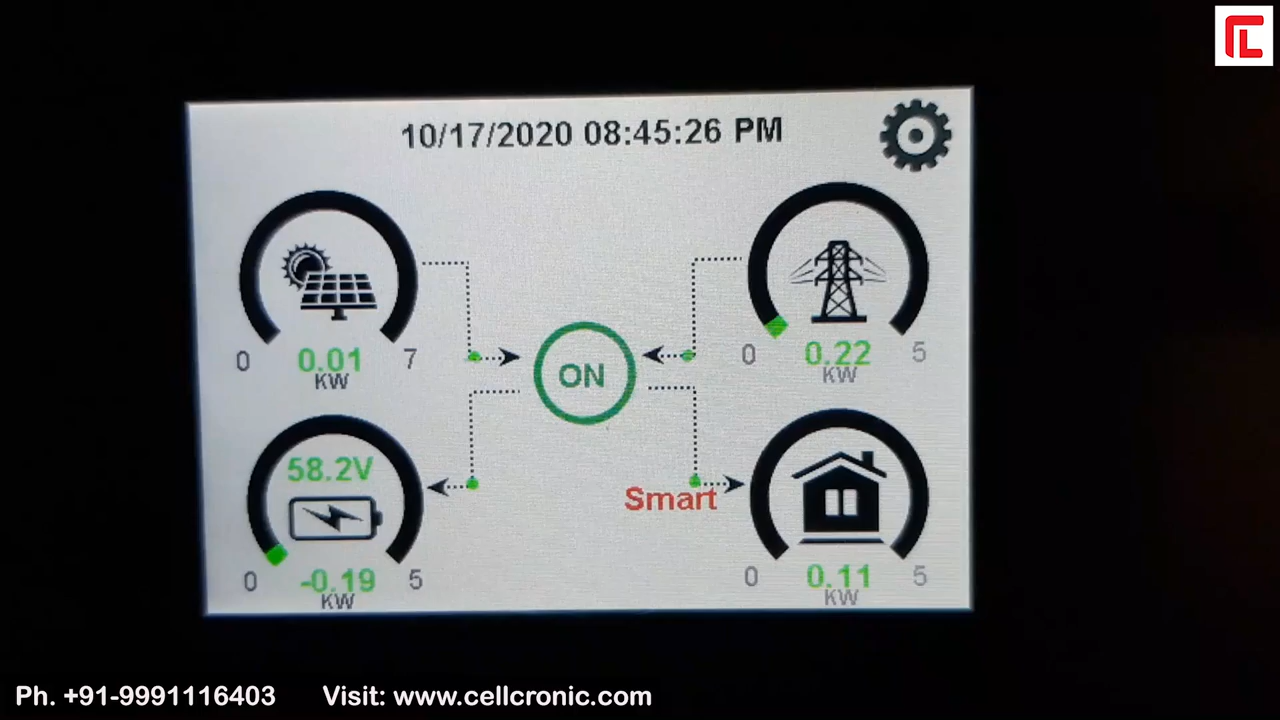 10/17/2020 08:45:26 PM
0 0.01 7
KW
0 0.22 5
KW
ON
58.2V
0 -0.19 5
KW
Smart
0 0.11 5
KW
Ph. +91-9991116403 Visit: www.cellcronic.com